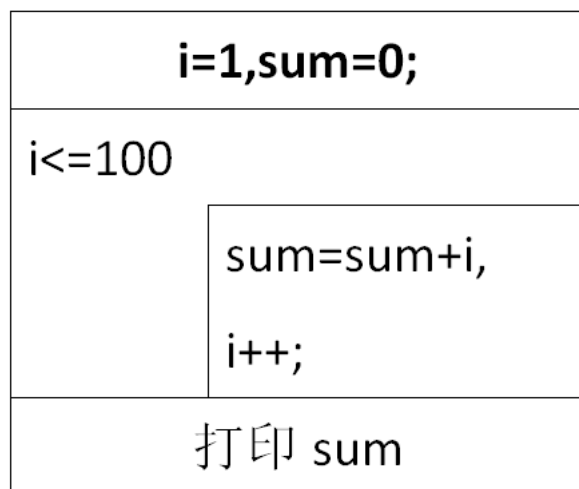 i=1,sum=0;
i<=100
sum=sum+i,
i++;
打印 sum